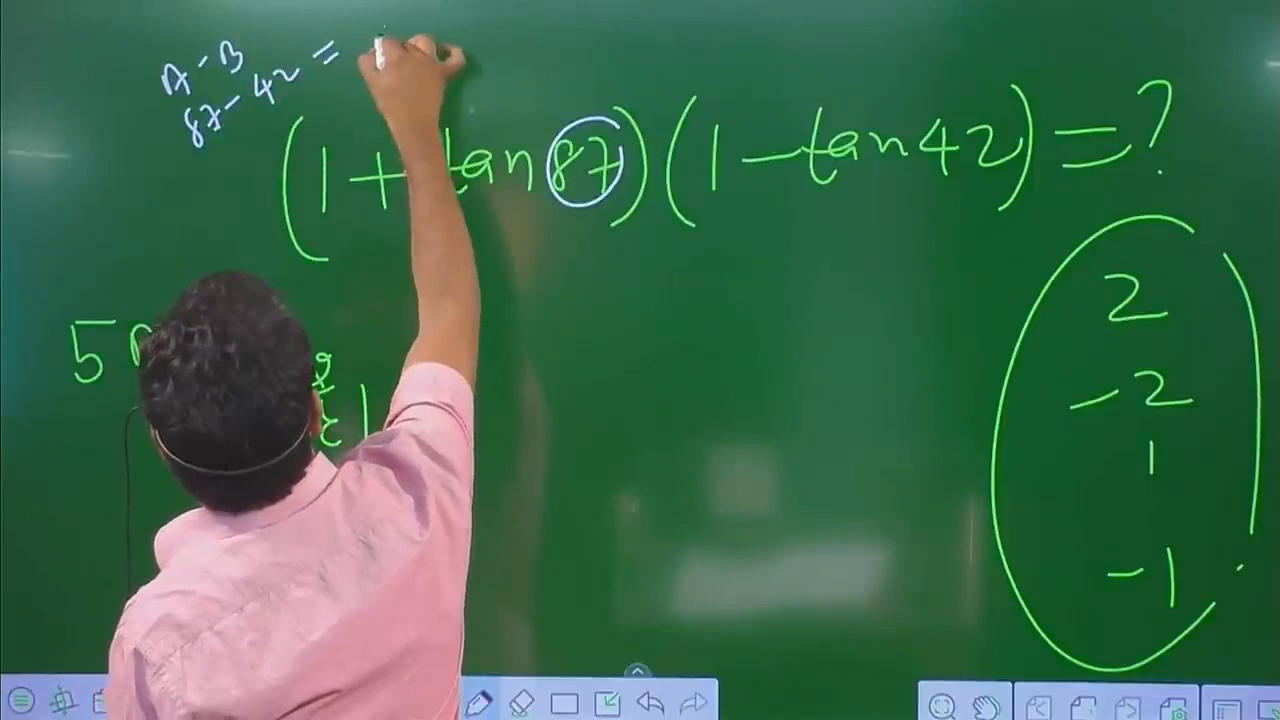 A - B
87 - 42 =
(1 + tan 87)(1 - tan 42) = ?
2
5
-2
1
-1